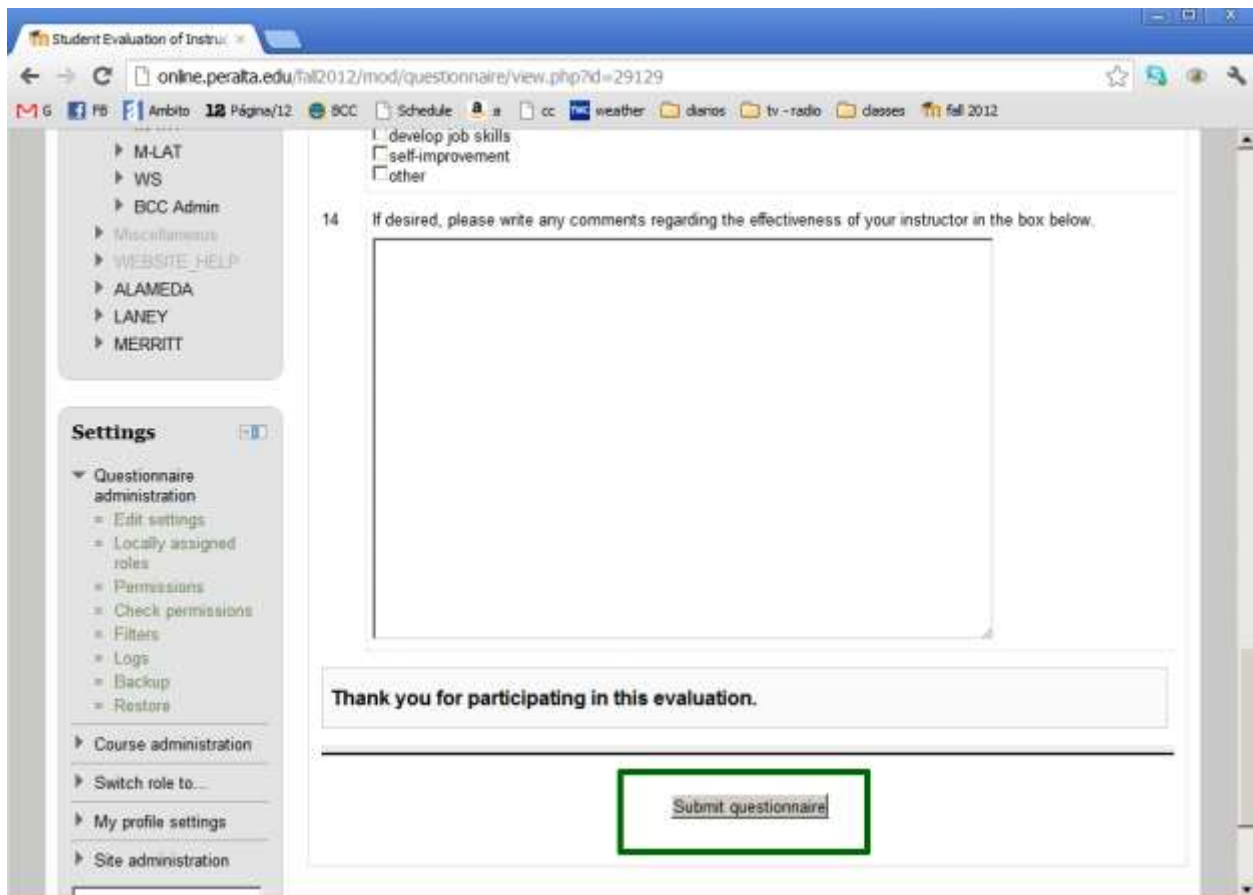 Student Evaluation of Instruc
online.peralta.edu/fall2012/mod/questionnaire/view.php?id=29129
G FB Ambito 12 Página/12 BCC Schedule a a cc weather diarios tv-radio classes fall 2012
M-LAT
WS
BCC Admin
Miscellaneous
WEBSITE_HELP
ALAMEDA
LANEY
MERRITT
Settings
Questionnaire
administration
Edit settings
Locally assigned
roles
Permissions
Check permissions
Filters
Logs
Backup
Restore
Course administration
Switch role to...
My profile settings
Site administration
develop job skills
self-improvement
other
14 If desired, please write any comments regarding the effectiveness of your instructor in the box below.
Thank you for participating in this evaluation.
Submit questionnaire